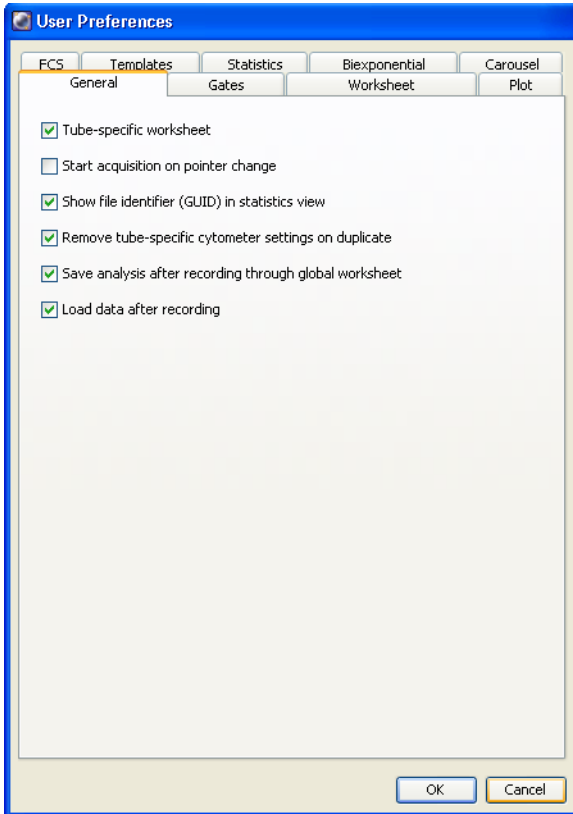 User Preferences
FCS Templates Statistics Biexponential Carousel
General Gates Worksheet Plot
Tube-specific worksheet
Start acquisition on pointer change
Show file identifier (GUID) in statistics view
Remove tube-specific cytometer settings on duplicate
Save analysis after recording through global worksheet
Load data after recording
OK Cancel